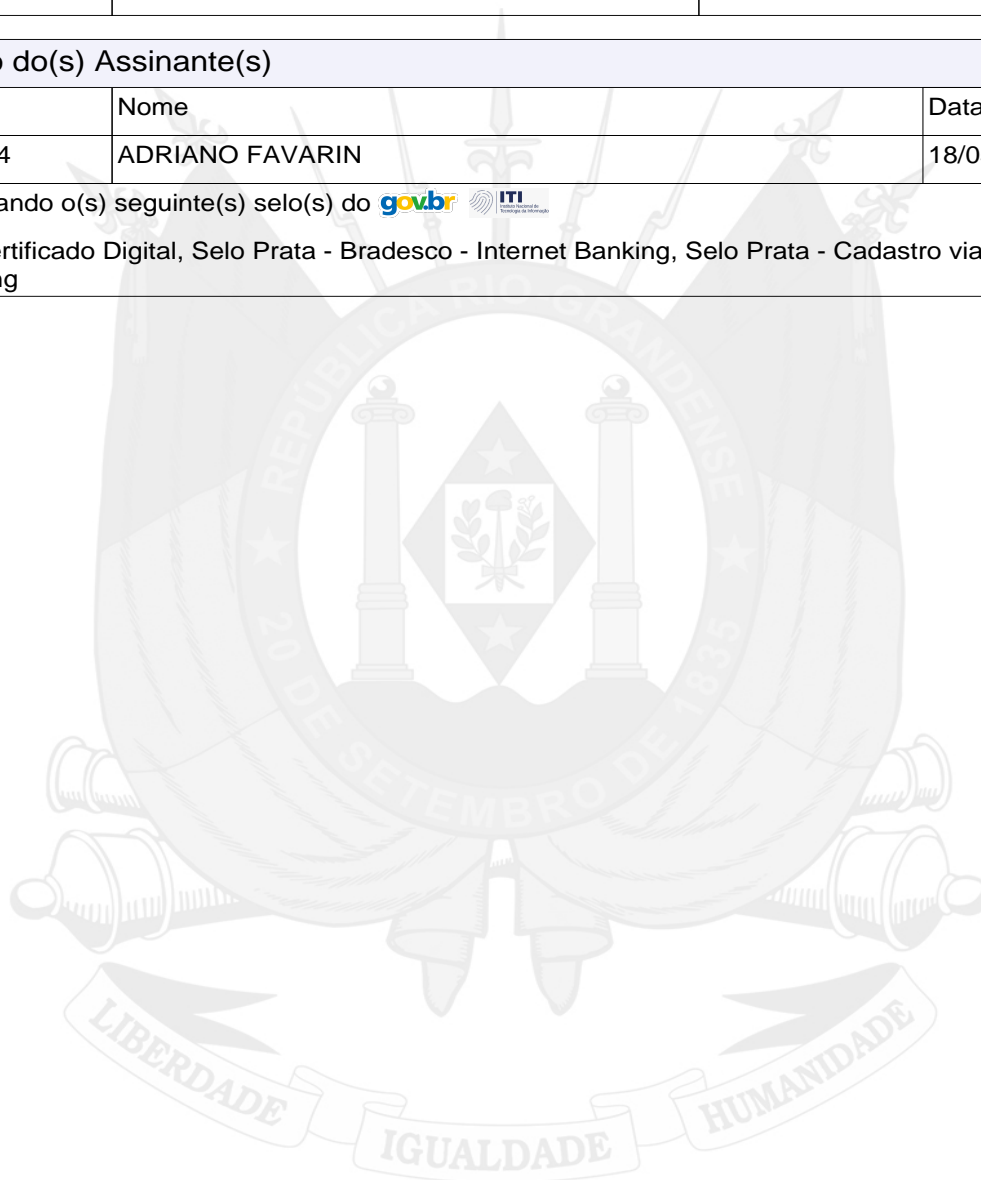 do(s) Assinante(s)
Nome
Data
4
ADRIANO FAVARIN
18/0
ando o(s) seguinte(s) selo(s) do gov.br ITI
ertificado Digital, Selo Prata - Bradesco - Internet Banking, Selo Prata - Cadastro via
g
REPÚBLICA RIO GRANDENSE
20 DE SETEMBRO DE 1835
LIBERDADE
IGUALDADE
HUMANIDADE